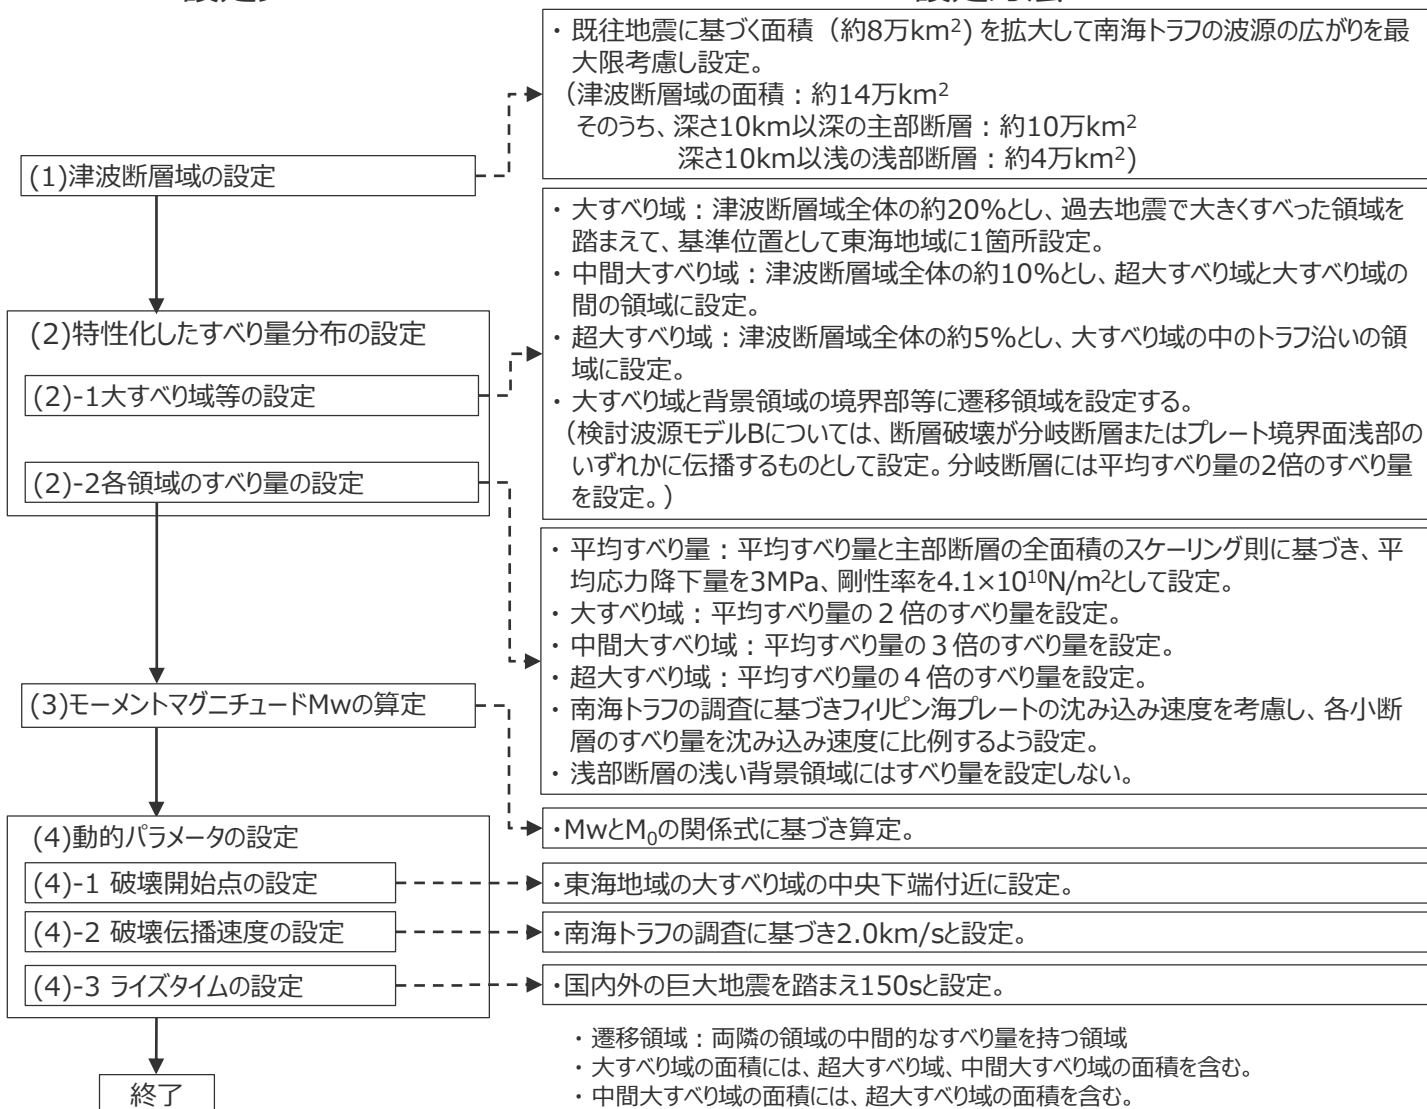 ・ 既往地震に基づく面積（約8万km²) を拡大して南海トラフの波源の広がりを最
大限考慮し設定。
（津波断層域の面積：約14万km²
そのうち、深さ10km以深の主部断層：約10万km²
深さ10km以浅の浅部断層：約4万km²)
(1)津波断層域の設定
・ 大すべり域：津波断層域全体の約20%とし、過去地震で大きくすべった領域を
踏まえて、基準位置として東海地域に1箇所設定。
・ 中間大すべり域：津波断層域全体の約10%とし、超大すべり域と大すべり域の
間の領域に設定。
・ 超大すべり域：津波断層域全体の約5%とし、大すべり域の中のトラフ沿いの領
域に設定。
・ 大すべり域と背景領域の境界部等に遷移領域を設定する。
（検討波源モデルBについては、断層破壊が分岐断層またはプレート境界面浅部の
いずれかに伝播するものとして設定。分岐断層には平均すべり量の2倍のすべり量
を設定。）
(2)特性化したすべり量分布の設定
(2)-1大すべり域等の設定
(2)-2各領域のすべり量の設定
・ 平均すべり量：平均すべり量と主部断層の全面積のスケーリング則に基づき、平
均応力降下量を3MPa、剛性率を4.1×10¹⁰N/m²として設定。
・ 大すべり域：平均すべり量の２倍のすべり量を設定。
・ 中間大すべり域：平均すべり量の３倍のすべり量を設定。
・ 超大すべり域：平均すべり量の４倍のすべり量を設定。
・ 南海トラフの調査に基づきフィリピン海プレートの沈み込み速度を考慮し、各小断
層のすべり量を沈み込み速度に比例するよう設定。
・ 浅部断層の浅い背景領域にはすべり量を設定しない。
(3)モーメントマグニチュードMwの算定
・MwとM₀の関係式に基づき算定。
(4)動的パラメータの設定
(4)-1 破壊開始点の設定
・東海地域の大すべり域の中央下端付近に設定。
(4)-2 破壊伝播速度の設定
・南海トラフの調査に基づき2.0km/sと設定。
(4)-3 ライズタイムの設定
・国内外の巨大地震を踏まえ150sと設定。
・ 遷移領域：両隣の領域の中間的なすべり量を持つ領域
・ 大すべり域の面積には、超大すべり域、中間大すべり域の面積を含む。
・ 中間大すべり域の面積には、超大すべり域の面積を含む。
終了